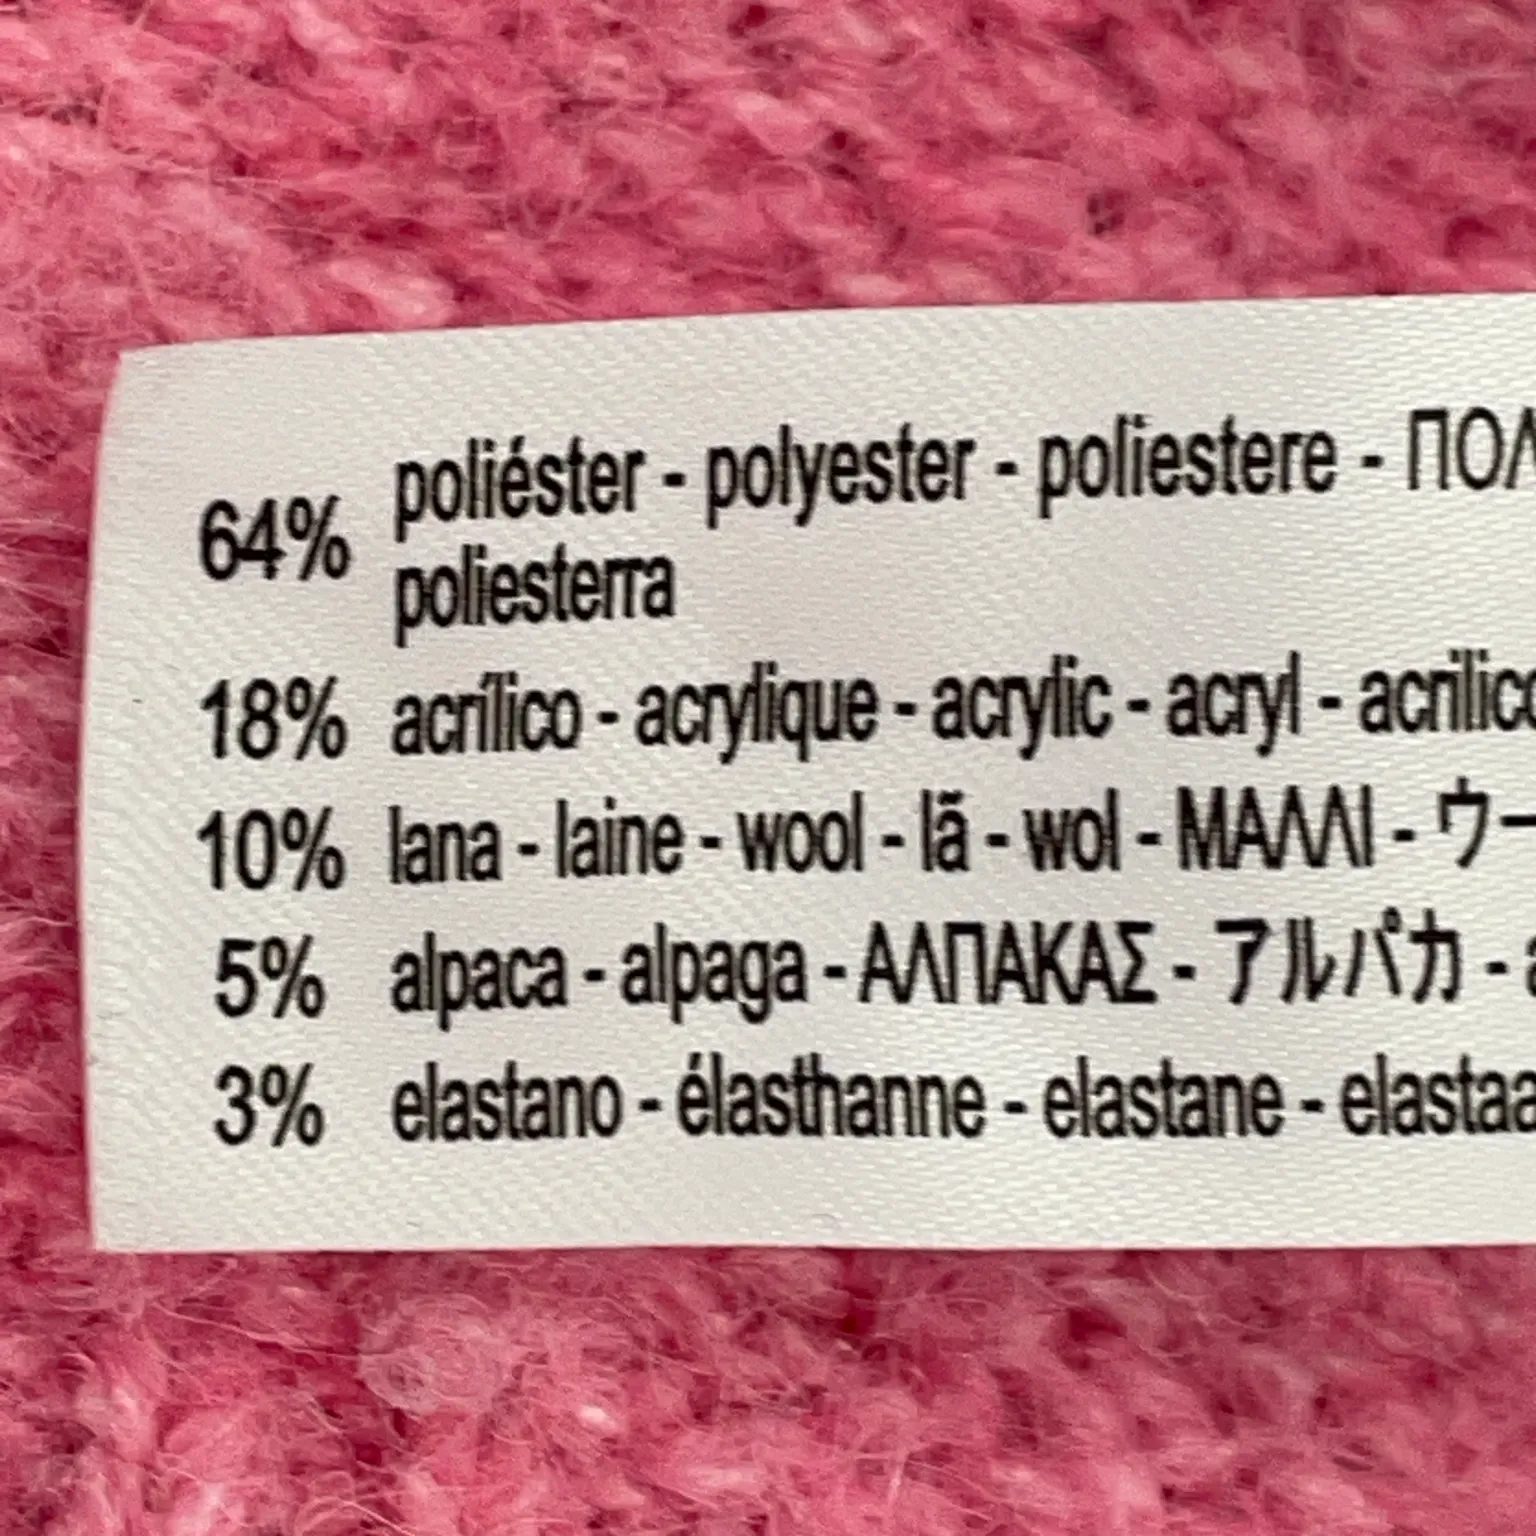 64% poliéster - polyester - poliestere - ΠΟΛ
poliesterra
18% acrílico - acrylique - acrylic - acryl - acrilico
10% lana - laine - wool - lã - wol - ΜΑΛΛΙ - ウー
5% alpaca - alpaga - ΑΛΠΑΚΑΣ - アルパカ - a
3% elastano - élasthanne - elastane - elastaa